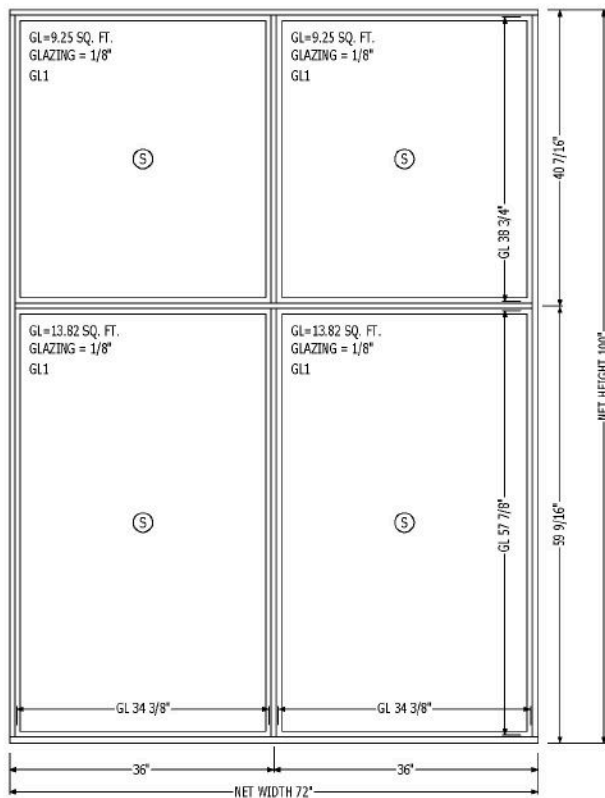 GL=9.25 SQ. FT.
GLAZING = 1/8"
GL1
S
GL=9.25 SQ. FT.
GLAZING = 1/8"
GL1
S
GL 38 3/4"
40 7/16"
GL=13.82 SQ. FT.
GLAZING = 1/8"
GL1
S
GL 34 3/8"
GL=13.82 SQ. FT.
GLAZING = 1/8"
GL1
S
GL 57 7/8"
GL 34 3/8"
59 9/16"
NET HEIGHT 100"
36"
36"
NET WIDTH 72"